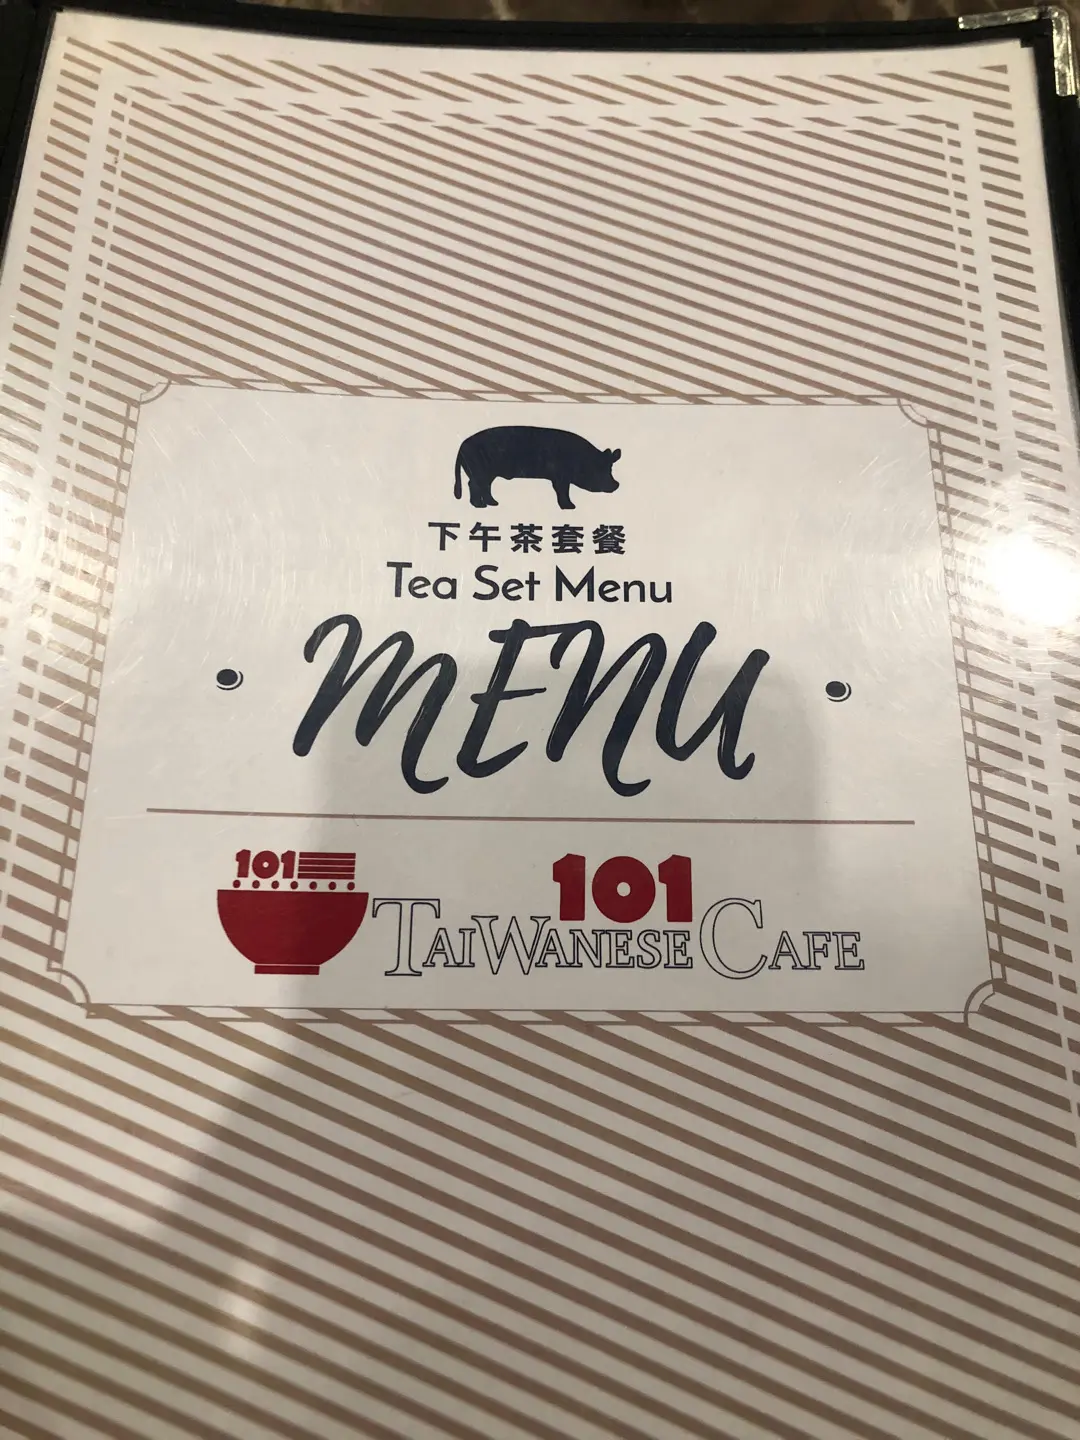 下午茶套餐
Tea Set Menu
MENU
101
101
TAIWANESE CAFE